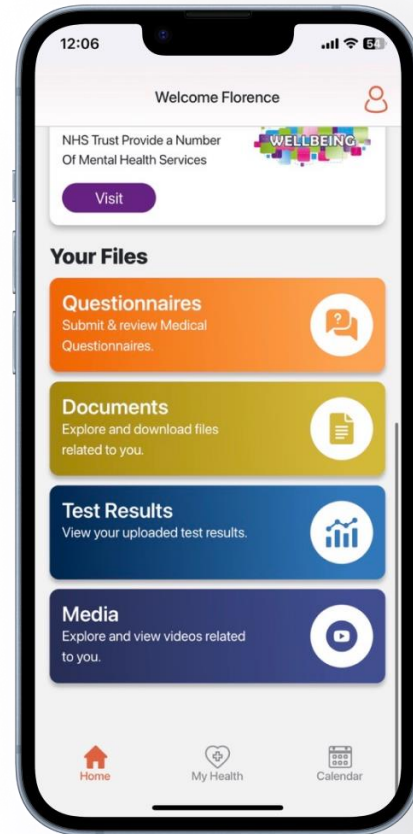 12:06
54
Welcome Florence
NHS Trust Provide a Number
Of Mental Health Services
WELLBEING
Visit
Your Files
Questionnaires
Submit & review Medical
Questionnaires.
Documents
Explore and download files
related to you.
Test Results
View your uploaded test results.
Media
Explore and view videos related
to you.
Home
My Health
Calendar